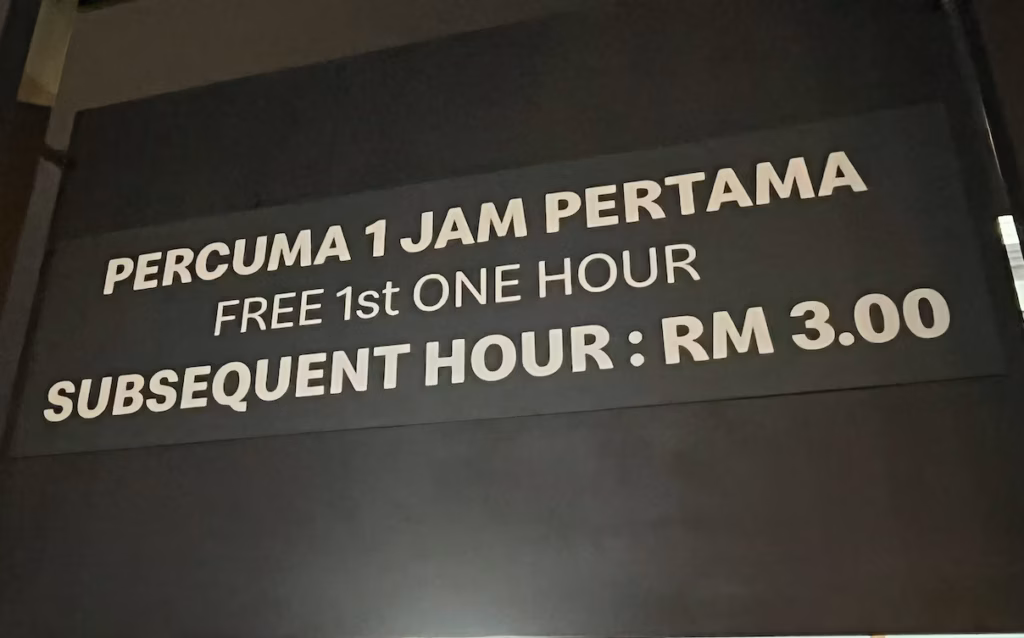 PERCUMA 1 JAM PERTAMA
FREE 1st ONE HOUR
SUBSEQUENT HOUR : RM 3.00